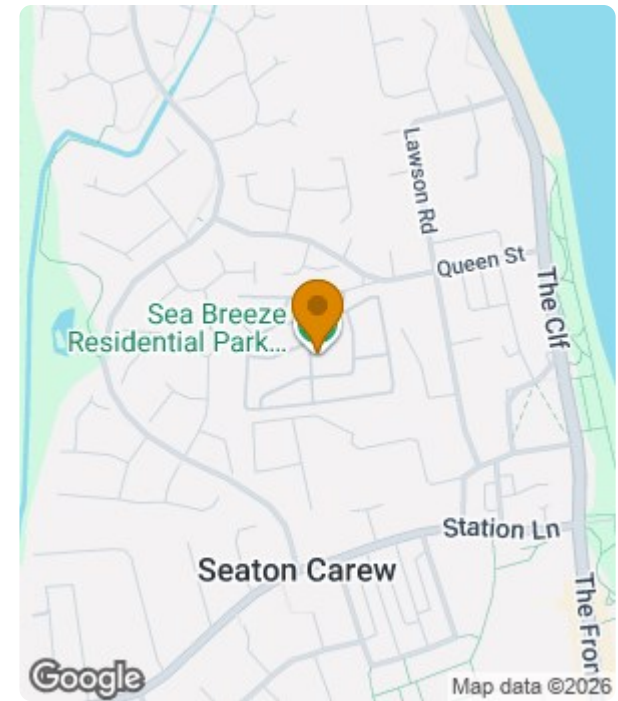 Lawson Rd
Queen St
The Clf
Sea Breeze
Residential Park...
Station Ln
Seaton Carew
The Fron
Google
Map data ©2026